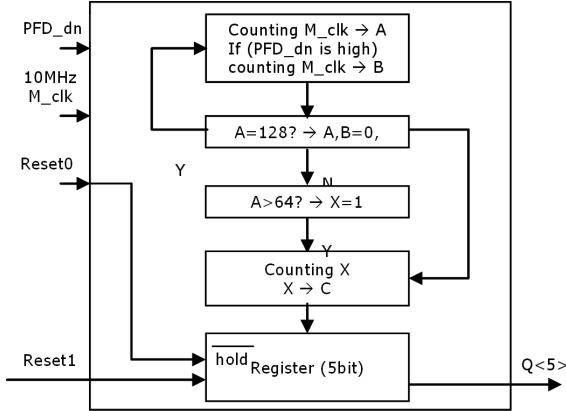 PFD_dn
10MHz
M_clk
Reset0
Reset1
Counting M_clk → A
If (PFD_dn is high)
counting M_clk → B
A=128? → A,B=0,
Y
N
A>64? → X=1
Y
Counting X
X → C
hold
Register (5bit)
Q<5>